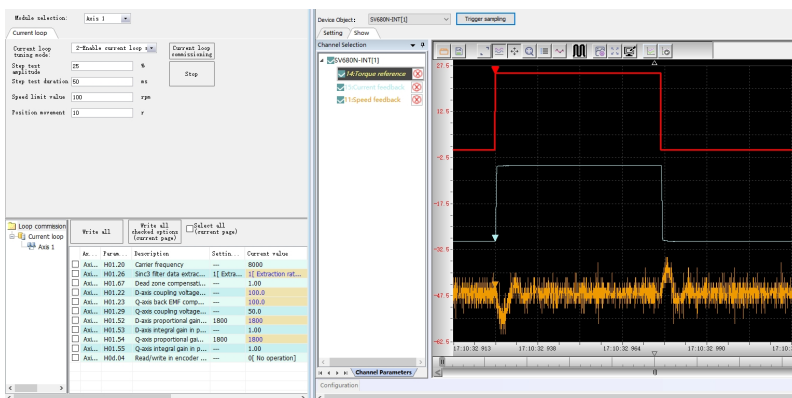 Module selection: Axis 1
Current loop
Current loop tuning mode: 2-Enable current loop s
Current loop commissioning
Step test amplitude 25 %
Stop
Step test duration 50 ms
Speed limit value 100 rpm
Position movement 10 r
Loop commission
Current loop
Axis 1
Write all
Write all checked options (current page)
Select all (current page)
Ax... Param... Description Settin... Current value
Axi... H01.20 Carrier frequency --- 8000
Axi... H01.26 Sinc3 filter data extrac... 1[ Extra... 1[ Extraction rat...
Axi... H01.67 Dead zone compensati... --- 1.00
Axi... H01.22 D-axis coupling voltage... --- 100.0
Axi... H01.23 Q-axis back EMF comp... --- 100.0
Axi... H01.29 Q-axis coupling voltage... --- 50.0
Axi... H01.52 D-axis proportional gain... 1800 1800
Axi... H01.53 D-axis integral gain in p... --- 1.00
Axi... H01.54 Q-axis proportional gai... 1800 1800
Axi... H01.55 Q-axis integral gain in p... --- 1.00
Axi... H0d.04 Read/write in encoder ... --- 0[ No operation]
Device Object: SV680N-INT[1] Trigger sampling
Setting Show
Channel Selection
SV680N-INT[1]
14:Torque reference
Current feedback
11:Speed feedback
Channel Parameters
Configuration
27.5
12.5
-2.5
-17.5
-32.5
-47.5
-62.5
17:10:32 913 17:10:32 938 17:10:32 964 17:10:32 990 17:10: